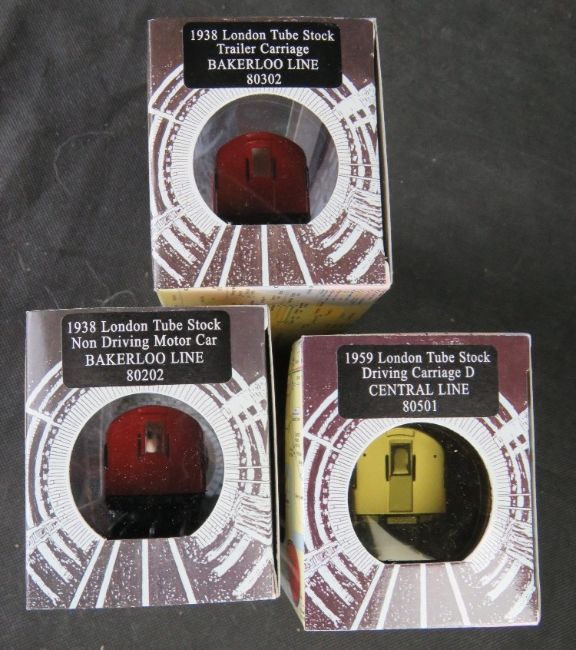 1938 London Tube Stock
Trailer Carriage
BAKERLOO LINE
80302
1938 London Tube Stock
Non Driving Motor Car
BAKERLOO LINE
80202
1959 London Tube Stock
Driving Carriage D
CENTRAL LINE
80501